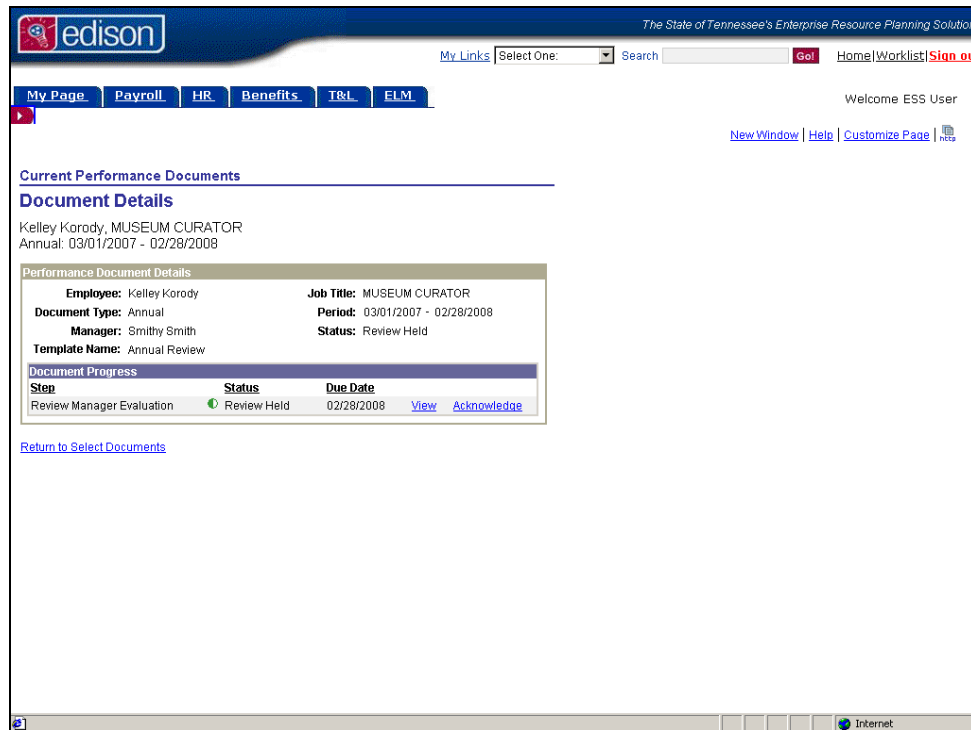 edison
The State of Tennessee's Enterprise Resource Planning Solution
My Links Select One: Search Go! Home|Worklist|Sign ou
My Page Payroll HR Benefits T&L ELM
Welcome ESS User
New Window | Help | Customize Page | http
Current Performance Documents
Document Details
Kelley Korody, MUSEUM CURATOR
Annual: 03/01/2007 - 02/28/2008
Performance Document Details
Employee: Kelley Korody Job Title: MUSEUM CURATOR
Document Type: Annual Period: 03/01/2007 - 02/28/2008
Manager: Smithy Smith Status: Review Held
Template Name: Annual Review
Document Progress
Step Status Due Date
Review Manager Evaluation Review Held 02/28/2008 View Acknowledge
Return to Select Documents
Internet